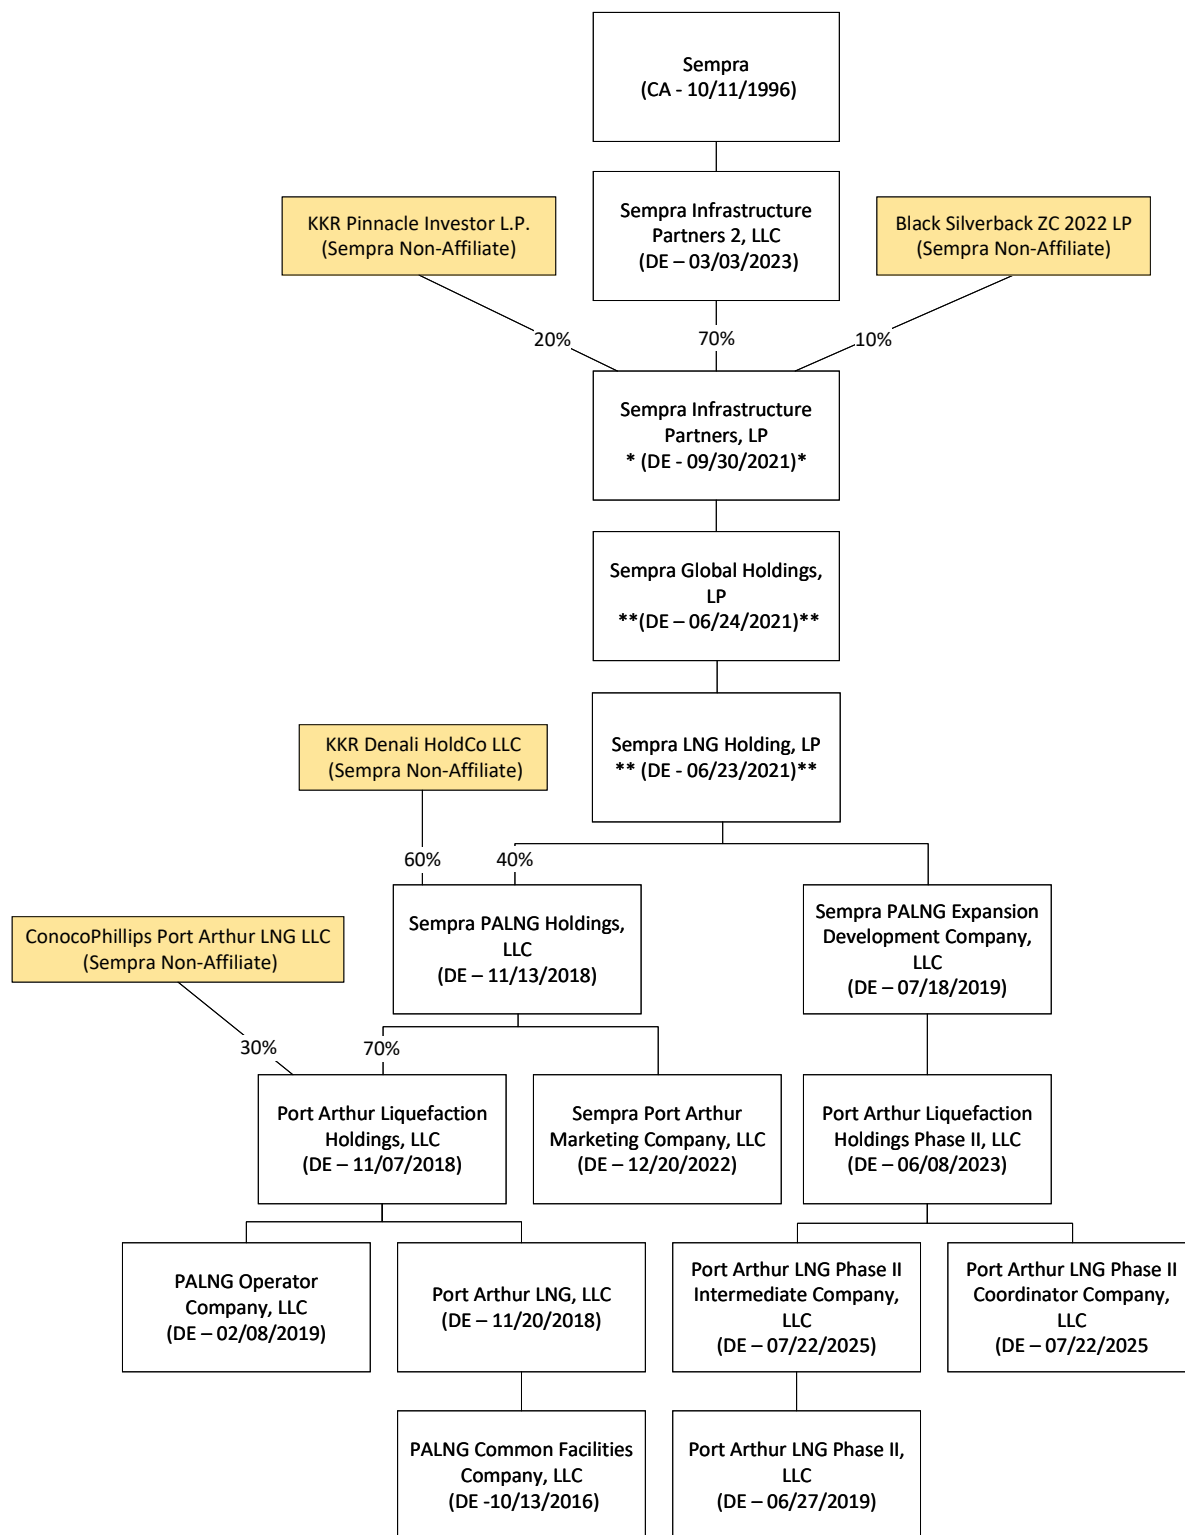 Sempra
(CA - 10/11/1996)
Sempra Infrastructure
Partners 2, LLC
(DE – 03/03/2023)
KKR Pinnacle Investor L.P.
(Sempra Non-Affiliate)
Black Silverback ZC 2022 LP
(Sempra Non-Affiliate)
20%
70%
10%
Sempra Infrastructure
Partners, LP
* (DE - 09/30/2021)*
Sempra Global Holdings,
LP
**(DE – 06/24/2021)**
Sempra LNG Holding, LP
** (DE - 06/23/2021)**
KKR Denali HoldCo LLC
(Sempra Non-Affiliate)
60%
40%
Sempra PALNG Holdings,
LLC
(DE – 11/13/2018)
Sempra PALNG Expansion
Development Company,
LLC
(DE – 07/18/2019)
ConocoPhillips Port Arthur LNG LLC
(Sempra Non-Affiliate)
30%
70%
Port Arthur Liquefaction
Holdings, LLC
(DE – 11/07/2018)
Sempra Port Arthur
Marketing Company, LLC
(DE – 12/20/2022)
Port Arthur Liquefaction
Holdings Phase II, LLC
(DE – 06/08/2023)
PALNG Operator
Company, LLC
(DE – 02/08/2019)
Port Arthur LNG, LLC
(DE – 11/20/2018)
Port Arthur LNG Phase II
Intermediate Company,
LLC
(DE – 07/22/2025)
Port Arthur LNG Phase II
Coordinator Company,
LLC
(DE – 07/22/2025
PALNG Common Facilities
Company, LLC
(DE -10/13/2016)
Port Arthur LNG Phase II,
LLC
(DE – 06/27/2019)